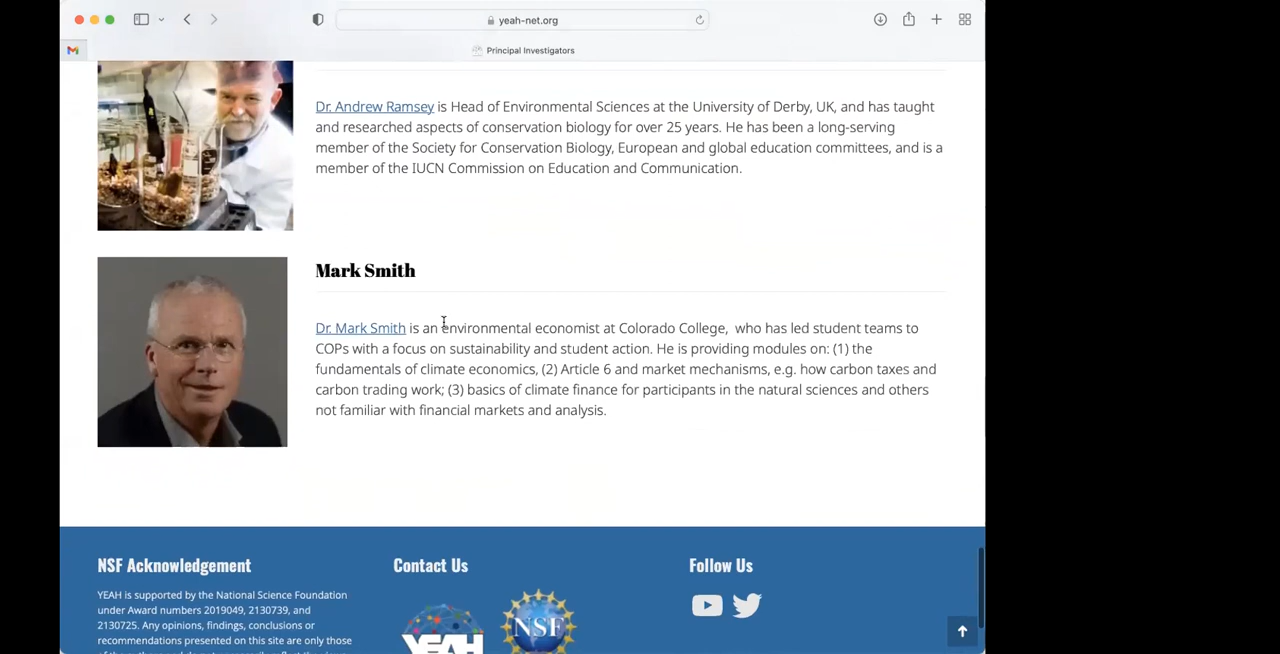 yeah-net.org
Principal Investigators
Dr. Andrew Ramsey is Head of Environmental Sciences at the University of Derby, UK, and has taught
and researched aspects of conservation biology for over 25 years. He has been a long-serving
member of the Society for Conservation Biology, European and global education committees, and is a
member of the IUCN Commission on Education and Communication.
Mark Smith
Dr. Mark Smith is an environmental economist at Colorado College,  who has led student teams to
COPs with a focus on sustainability and student action. He is providing modules on: (1) the
fundamentals of climate economics, (2) Article 6 and market mechanisms, e.g. how carbon taxes and
carbon trading work; (3) basics of climate finance for participants in the natural sciences and others
not familiar with financial markets and analysis.
NSF Acknowledgement
YEAH is supported by the National Science Foundation
under Award numbers 2019049, 2130739, and
2130725. Any opinions, findings, conclusions or
recommendations presented on this site are only those
Contact Us
YEAH
NSF
Follow Us